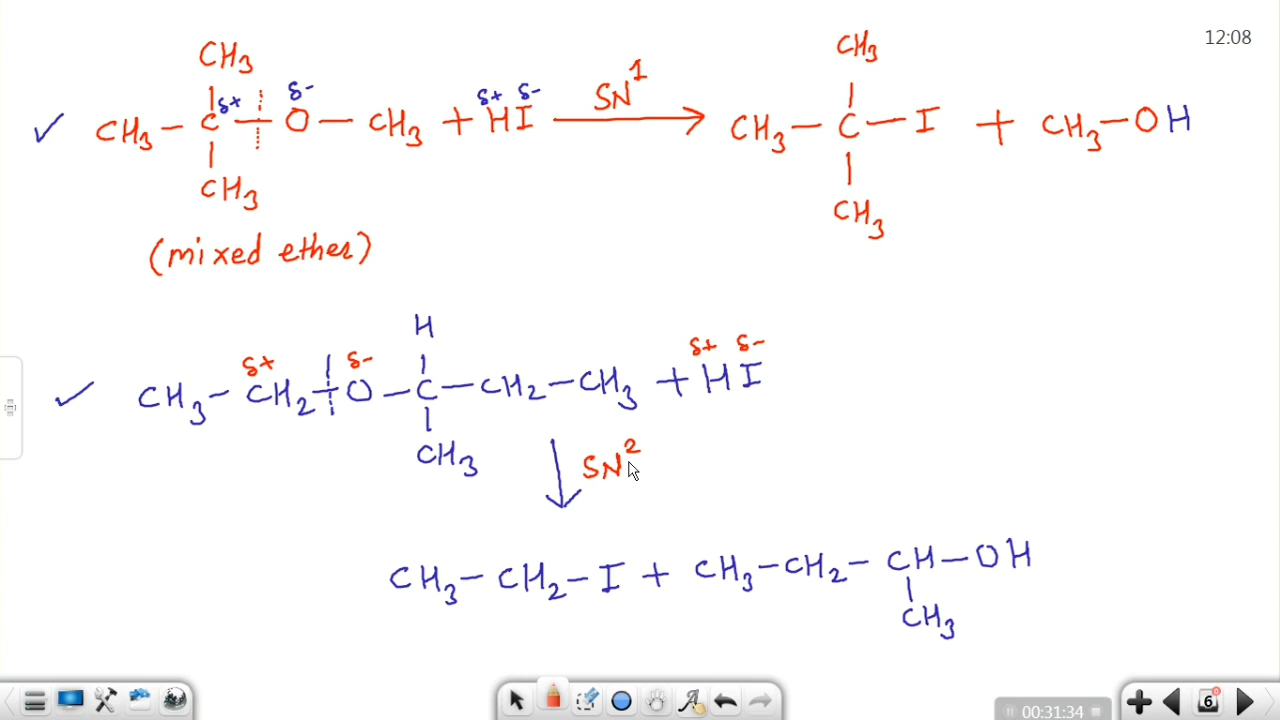 12:08
CH3
δ+ δ- δ+ δ- SN1 CH3
✓ CH3 – C – O – CH3 + HI → CH3 – C – I + CH3 – OH
CH3
CH3
(mixed ether)
H
δ+ δ- δ+ δ-
✓ CH3 – CH2 – O – C – CH2 – CH3 + HI
CH3
↓ SN2
CH3 – CH2 – I + CH3 – CH2 – CH – OH
CH3
6
00:31:34